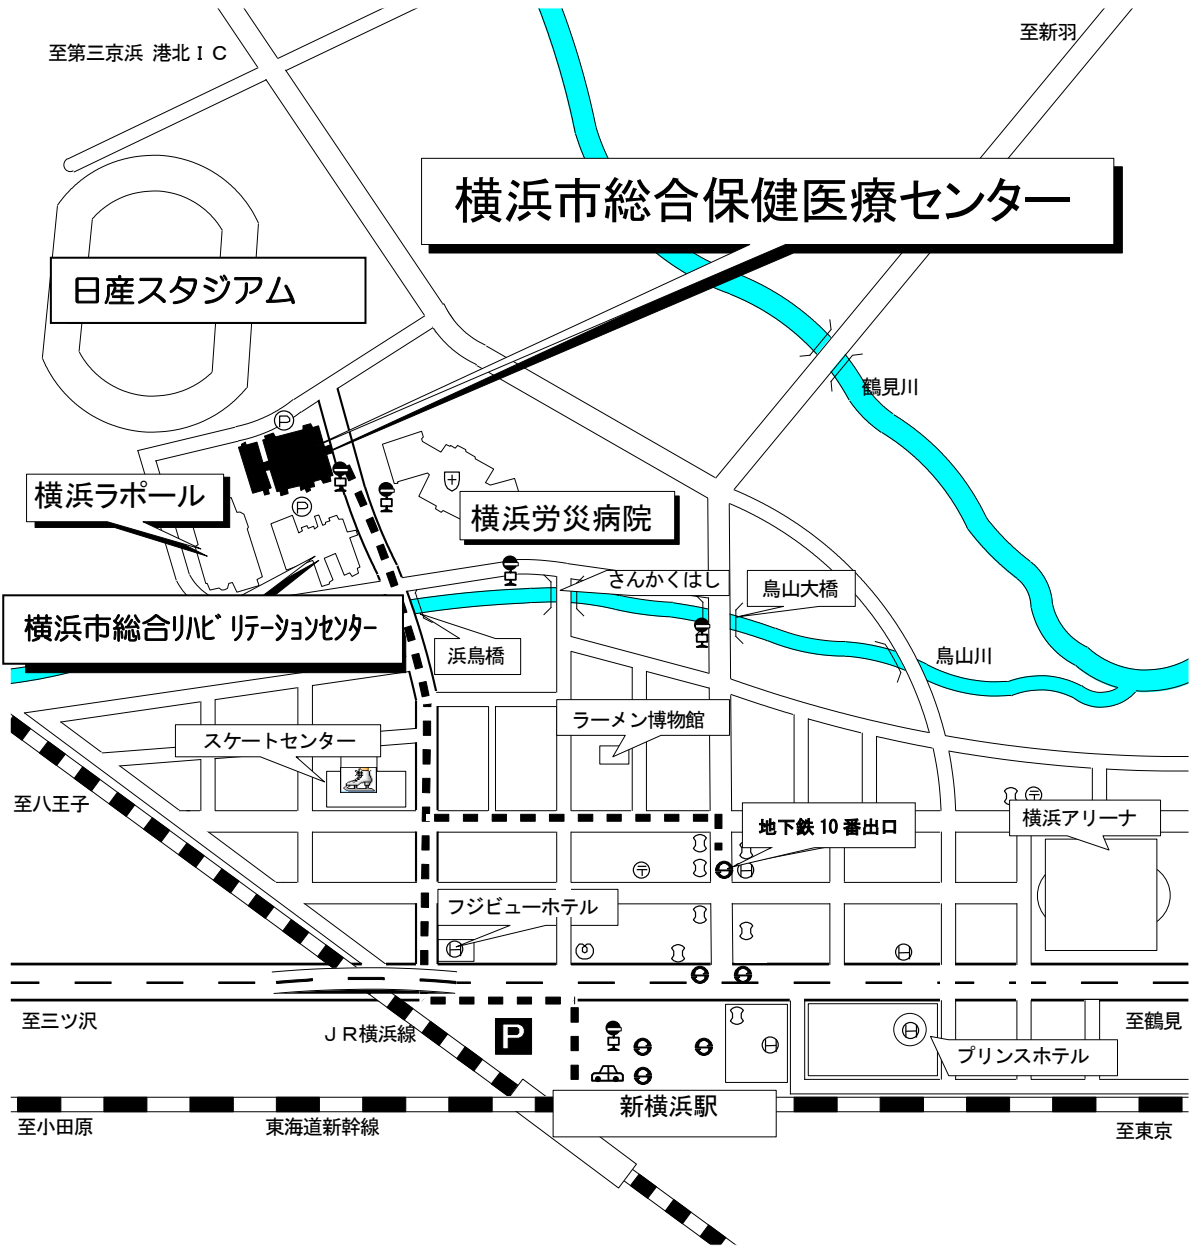 至第三京浜 港北ＩＣ
至新羽
横浜市総合保健医療センター
日産スタジアム
鶴見川
Ｐ
横浜ラポール
Ｐ
横浜労災病院
さんかくはし
鳥山大橋
横浜市総合ﾘﾊﾋﾞﾘﾃｰｼｮﾝｾﾝﾀｰ
浜鳥橋
鳥山川
ラーメン博物館
スケートセンター
至八王子
横浜アリーナ
地下鉄 10 番出口
〒
〒
H
フジビューホテル
H
H
至三ツ沢
ＪＲ横浜線
P
H
H
至鶴見
プリンスホテル
新横浜駅
至小田原
東海道新幹線
至東京